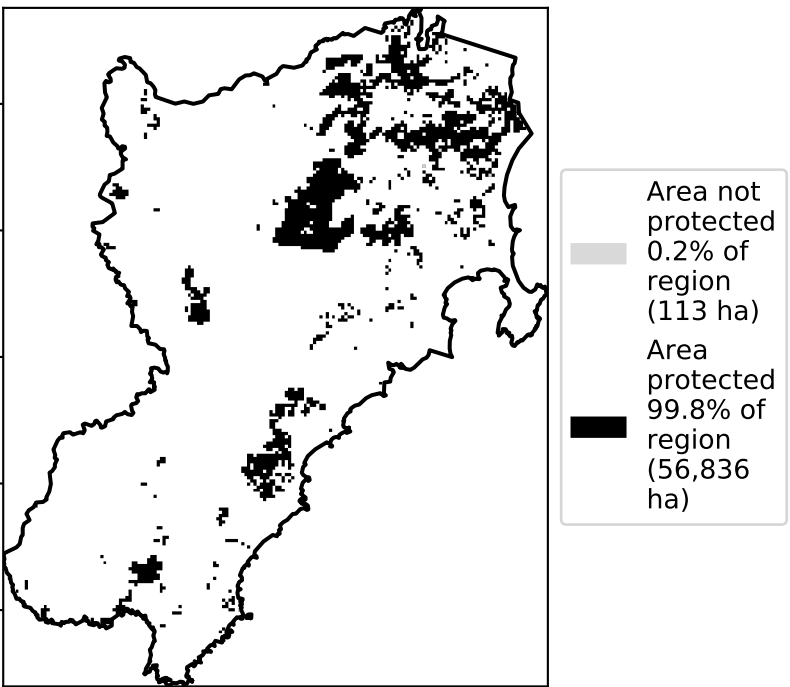 Area not
protected
0.2% of
region
(113 ha)
Area
protected
99.8% of
region
(56,836
ha)